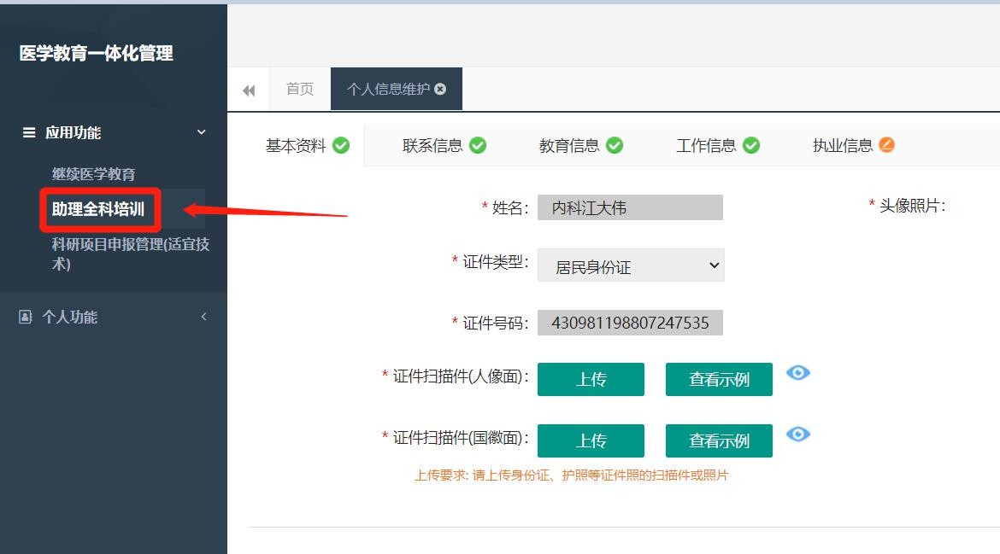 医学教育一体化管理
首页
个人信息维护
应用功能
继续医学教育
助理全科培训
科研项目申报管理(适宜技
术)
个人功能
基本资料
联系信息
教育信息
工作信息
执业信息
* 姓名:
内科江大伟
* 头像照片:
* 证件类型:
居民身份证
* 证件号码:
430981198807247535
* 证件扫描件(人像面):
上传
查看示例
* 证件扫描件(国徽面):
上传
查看示例
上传要求: 请上传身份证、护照等证件照的扫描件或照片